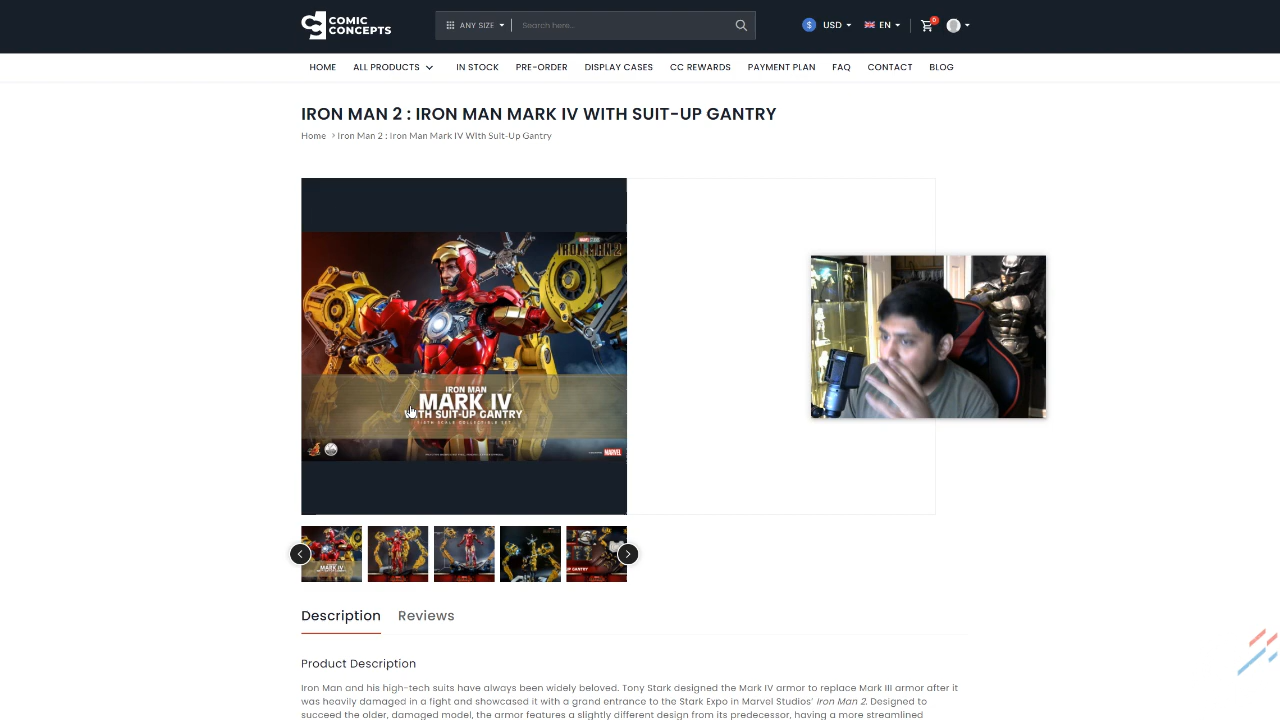 COMIC
CONCEPTS
ANY SIZE
Search here..
$
USD
EN
0
HOME
ALL PRODUCTS
IN STOCK
PRE-ORDER
DISPLAY CASES
CC REWARDS
PAYMENT PLAN
FAQ
CONTACT
BLOG
IRON MAN 2 : IRON MAN MARK IV WITH SUIT-UP GANTRY
Home > Iron Man 2 : Iron Man Mark IV With Suit-Up Gantry
IRON MAN 2
IRON MAN
MARK IV
WITH SUIT-UP GANTRY
MARVEL
MARK IV
UP GANTRY
Description
Reviews
Product Description
Iron Man and his high-tech suits have always been widely beloved. Tony Stark designed the Mark IV armor to replace Mark III armor after it
was heavily damaged in a fight and showcased it with a grand entrance to the Stark Expo in Marvel Studios' Iron Man 2. Designed to
succeed the older, damaged model, the armor features a slightly different design from its predecessor, having a more streamlined